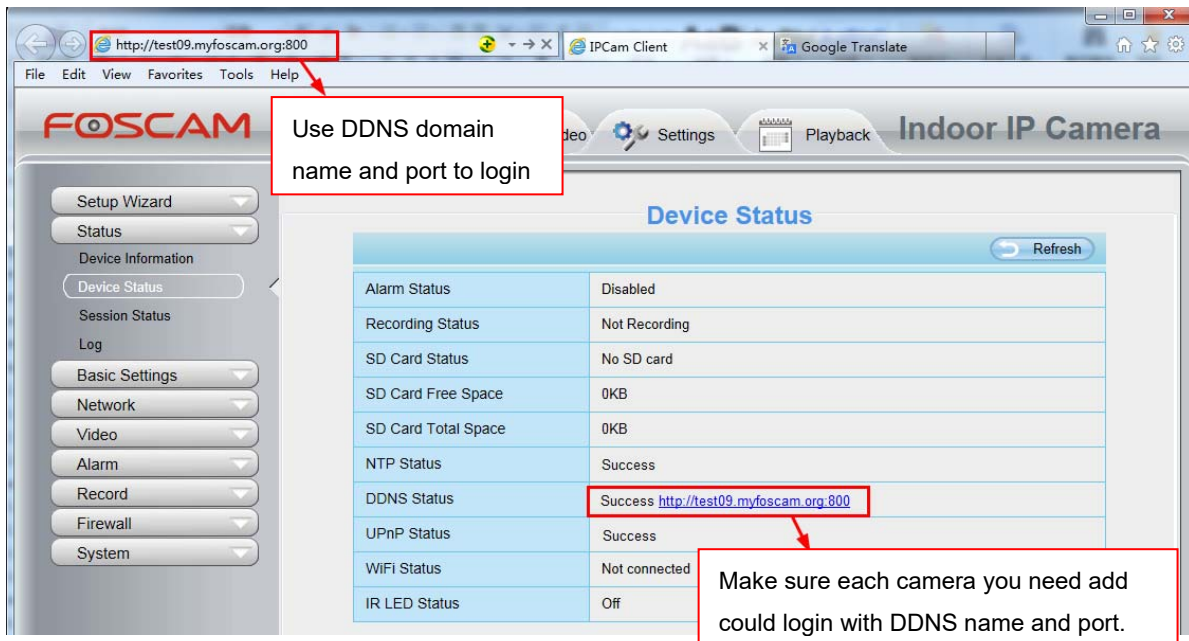 http://test09.myfoscam.org:800
IPCam Client
Google Translate
File Edit View Favorites Tools Help
FOSCAM
Use DDNS domain
name and port to login
deo
Settings
Playback
Indoor IP Camera
Setup Wizard
Status
Device Information
Device Status
Session Status
Log
Basic Settings
Network
Video
Alarm
Record
Firewall
System
Device Status
Refresh
Alarm Status Disabled
Recording Status Not Recording
SD Card Status No SD card
SD Card Free Space 0KB
SD Card Total Space 0KB
NTP Status Success
DDNS Status Success http://test09.myfoscam.org:800
UPnP Status Success
WiFi Status Not connected
IR LED Status Off
Make sure each camera you need add
could login with DDNS name and port.